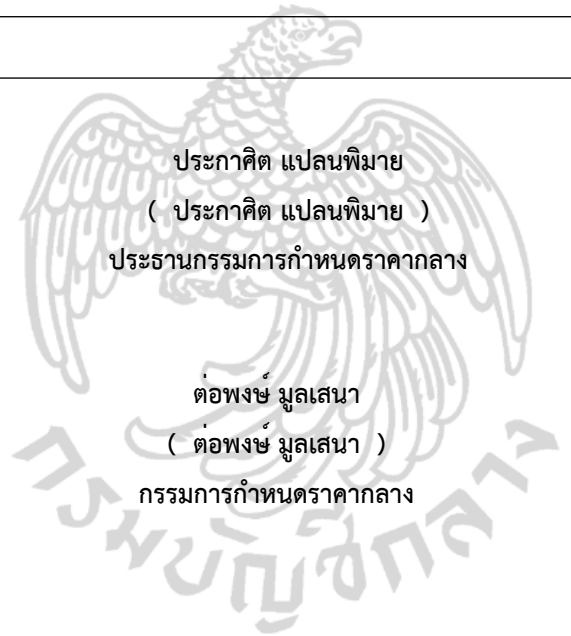 ประกาศิต แปลนพิมาย
( ประกาศิต แปลนพิมาย )
ประธานกรรมการกำหนดราคากลาง
ต่อพงษ์ มูลเสนา
( ต่อพงษ์ มูลเสนา )
กรรมการกำหนดราคากลาง
กรมบัญชีกลาง